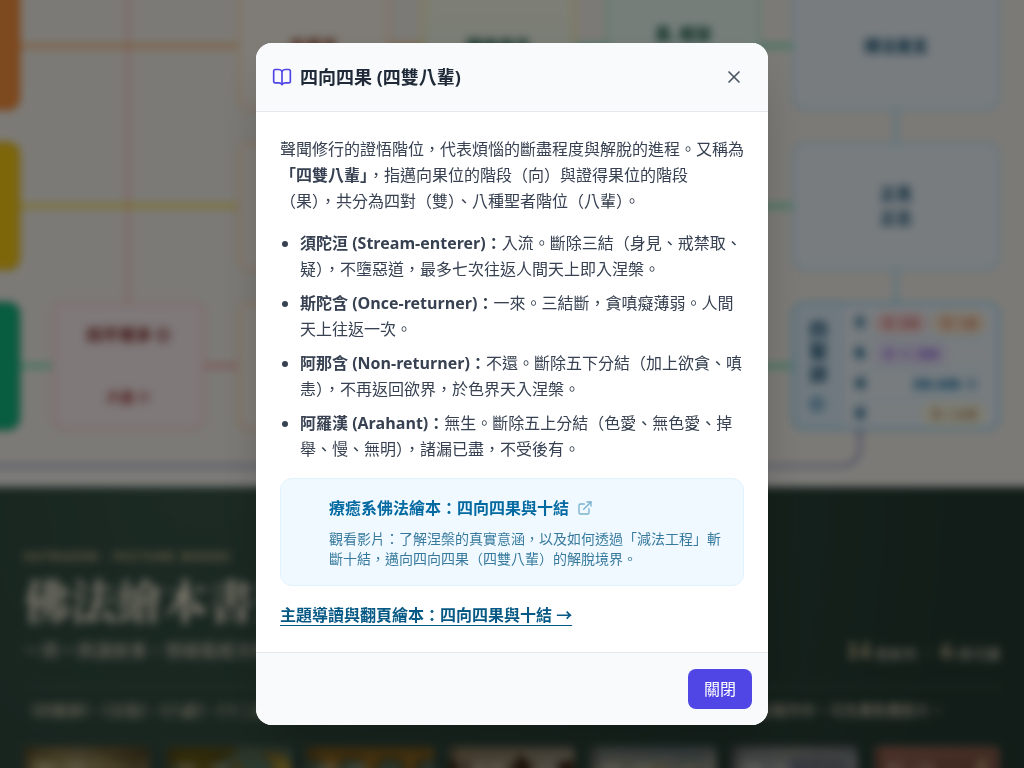 四向四果 (四雙八輩)
聲聞修行的證悟階位，代表煩惱的斷盡程度與解脫的進程。又稱為
「四雙八輩」，指邁向果位的階段（向）與證得果位的階段
（果），共分為四對（雙）、八種聖者階位（八輩）。
須陀洹 (Stream-enterer)：入流。斷除三結（身見、戒禁取、
疑），不墮惡道，最多七次往返人間天上即入涅槃。
斯陀含 (Once-returner)：一來。三結斷，貪嗔癡薄弱。人間
天上往返一次。
阿那含 (Non-returner)：不還。斷除五下分結（加上欲貪、嗔
恚），不再返回欲界，於色界天入涅槃。
阿羅漢 (Arahant)：無生。斷除五上分結（色愛、無色愛、掉
舉、慢、無明），諸漏已盡，不受後有。
療癒系佛法繪本：四向四果與十結
觀看影片：了解涅槃的真實意涵，以及如何透過「減法工程」斬
斷十結，邁向四向四果（四雙八輩）的解脫境界。
主題導讀與翻頁繪本：四向四果與十結 →
關閉
佛法繪本書